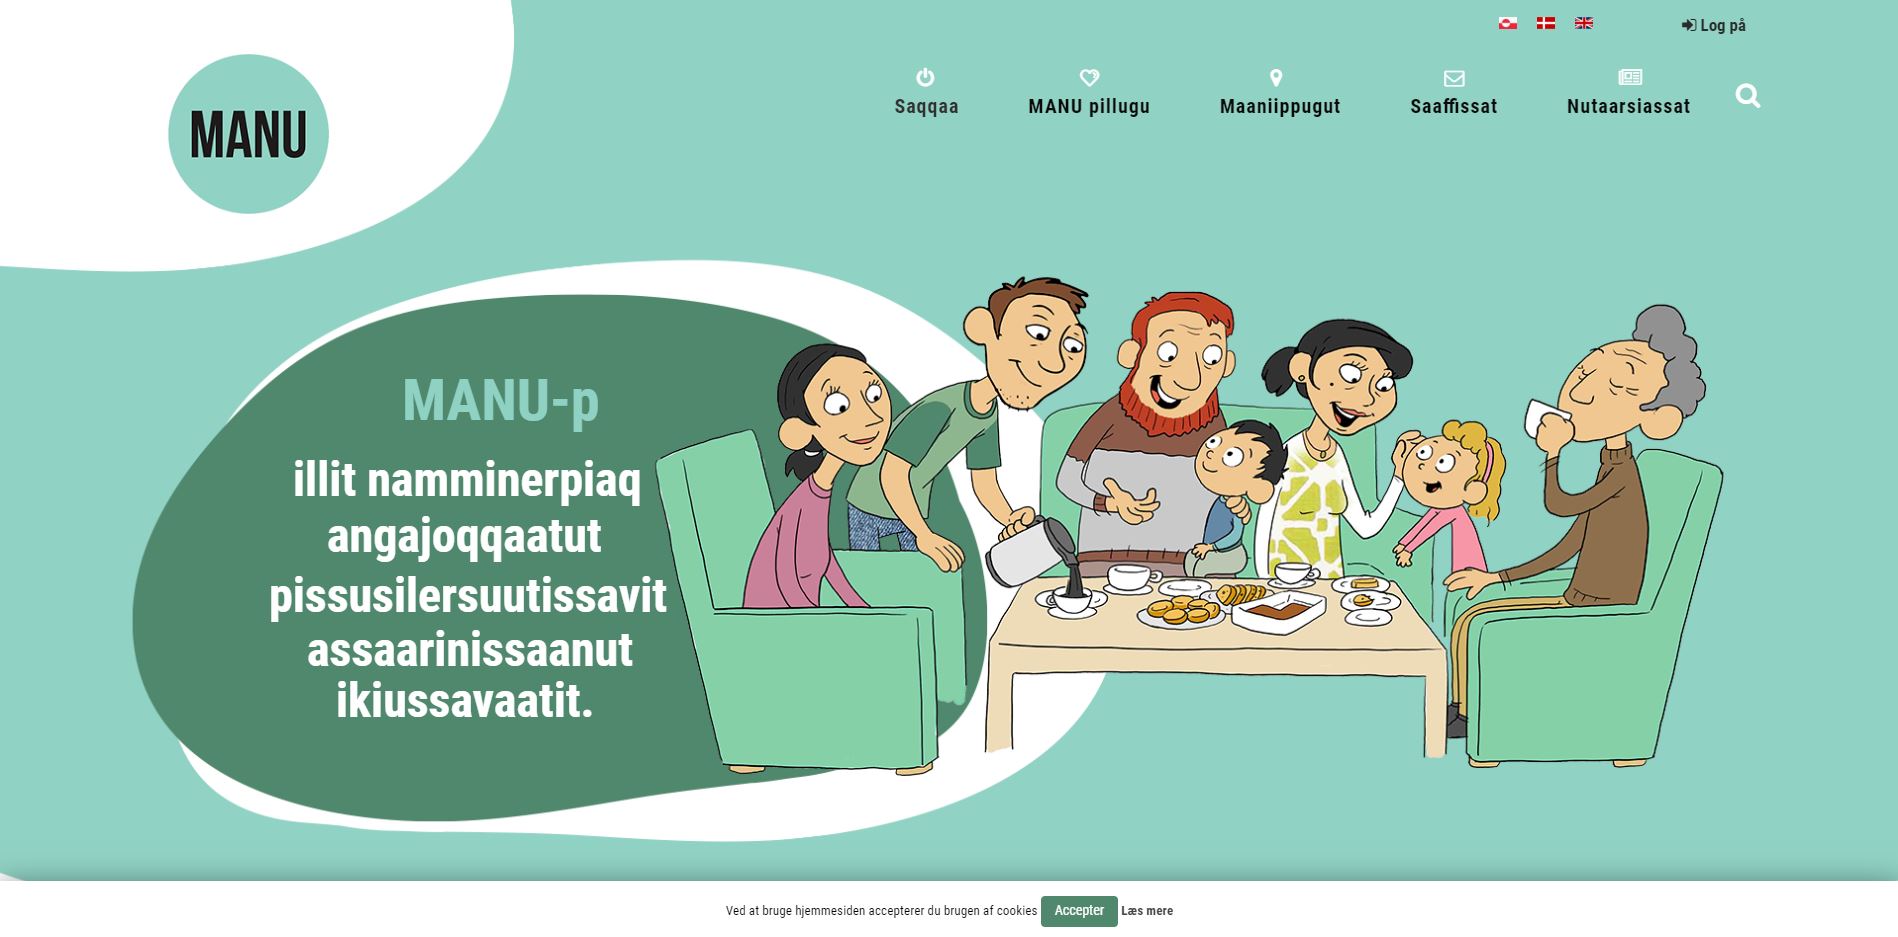 Log på
MANU
Saqqaa
MANU pillugu
Maaniippugut
Saaffissat
Nutaarsiassat
MANU-p
illit namminerpiaq
angajoqqaatut
pissusilersuutissavit
assaarinissaanut
ikiussavaatit.
Ved at bruge hjemmesiden accepterer du brugen af cookies Accepter Læs mere